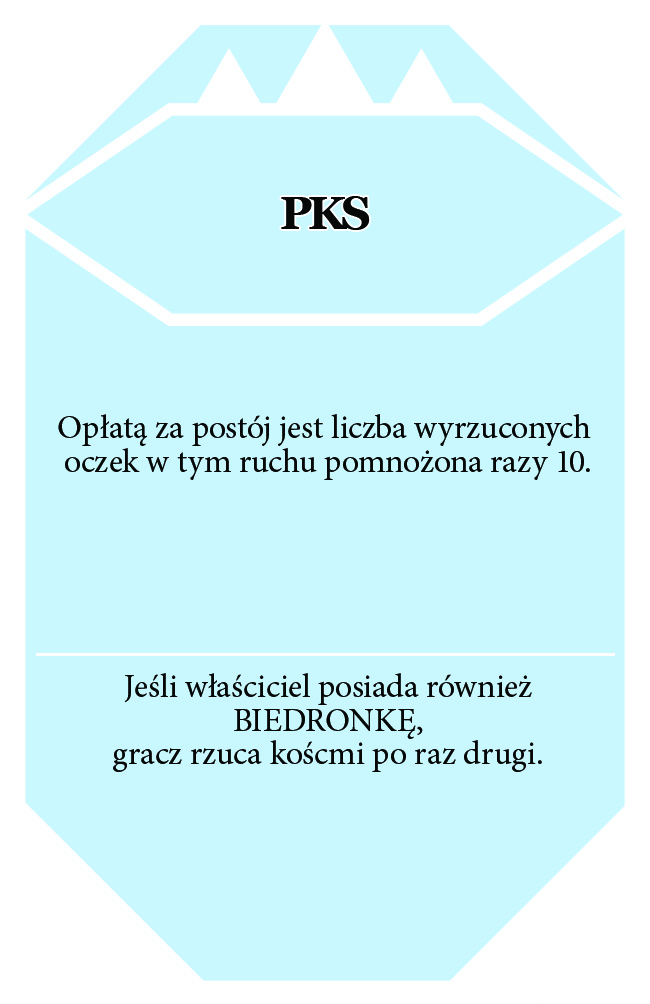 PKS
Opłatą za postój jest liczba wyrzuconych
oczek w tym ruchu pomnożona razy 10.
Jeśli właściciel posiada również
BIEDRONKĘ,
gracz rzuca koścmi po raz drugi.